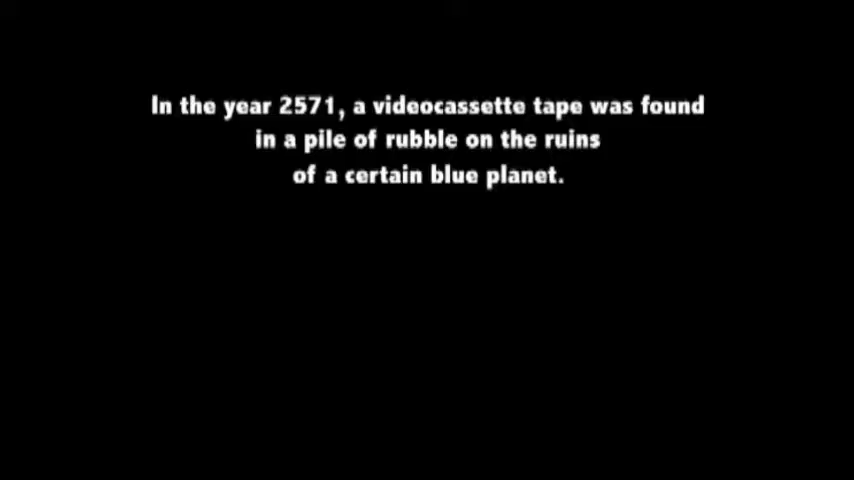 In the year 2571, a videocassette tape was found
in a pile of rubble on the ruins
of a certain blue planet.